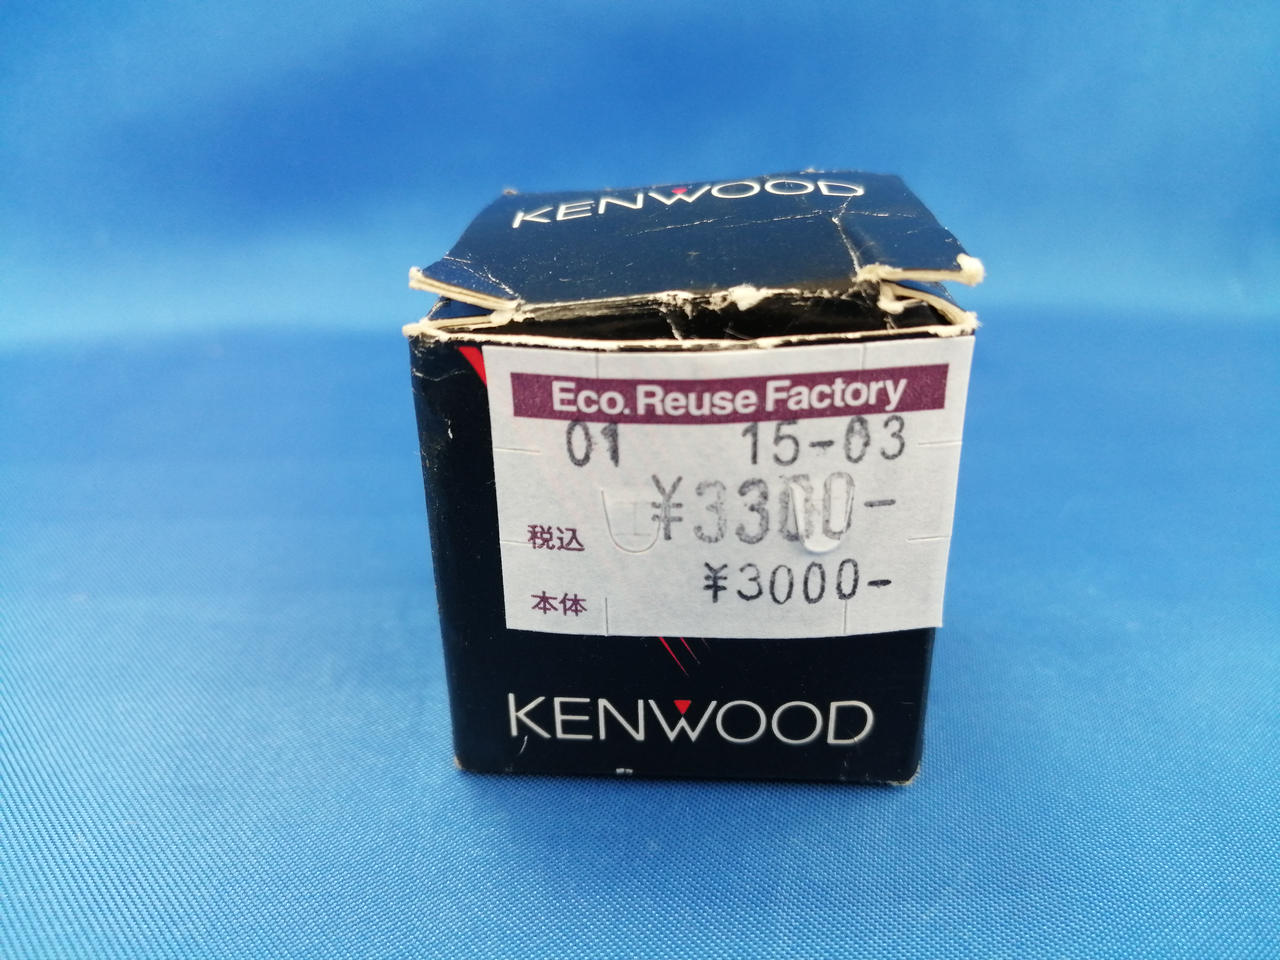 KENWOOD
Eco. Reuse Factory
01 15-03
¥3300-
税込
¥3000-
本体
KENWOOD